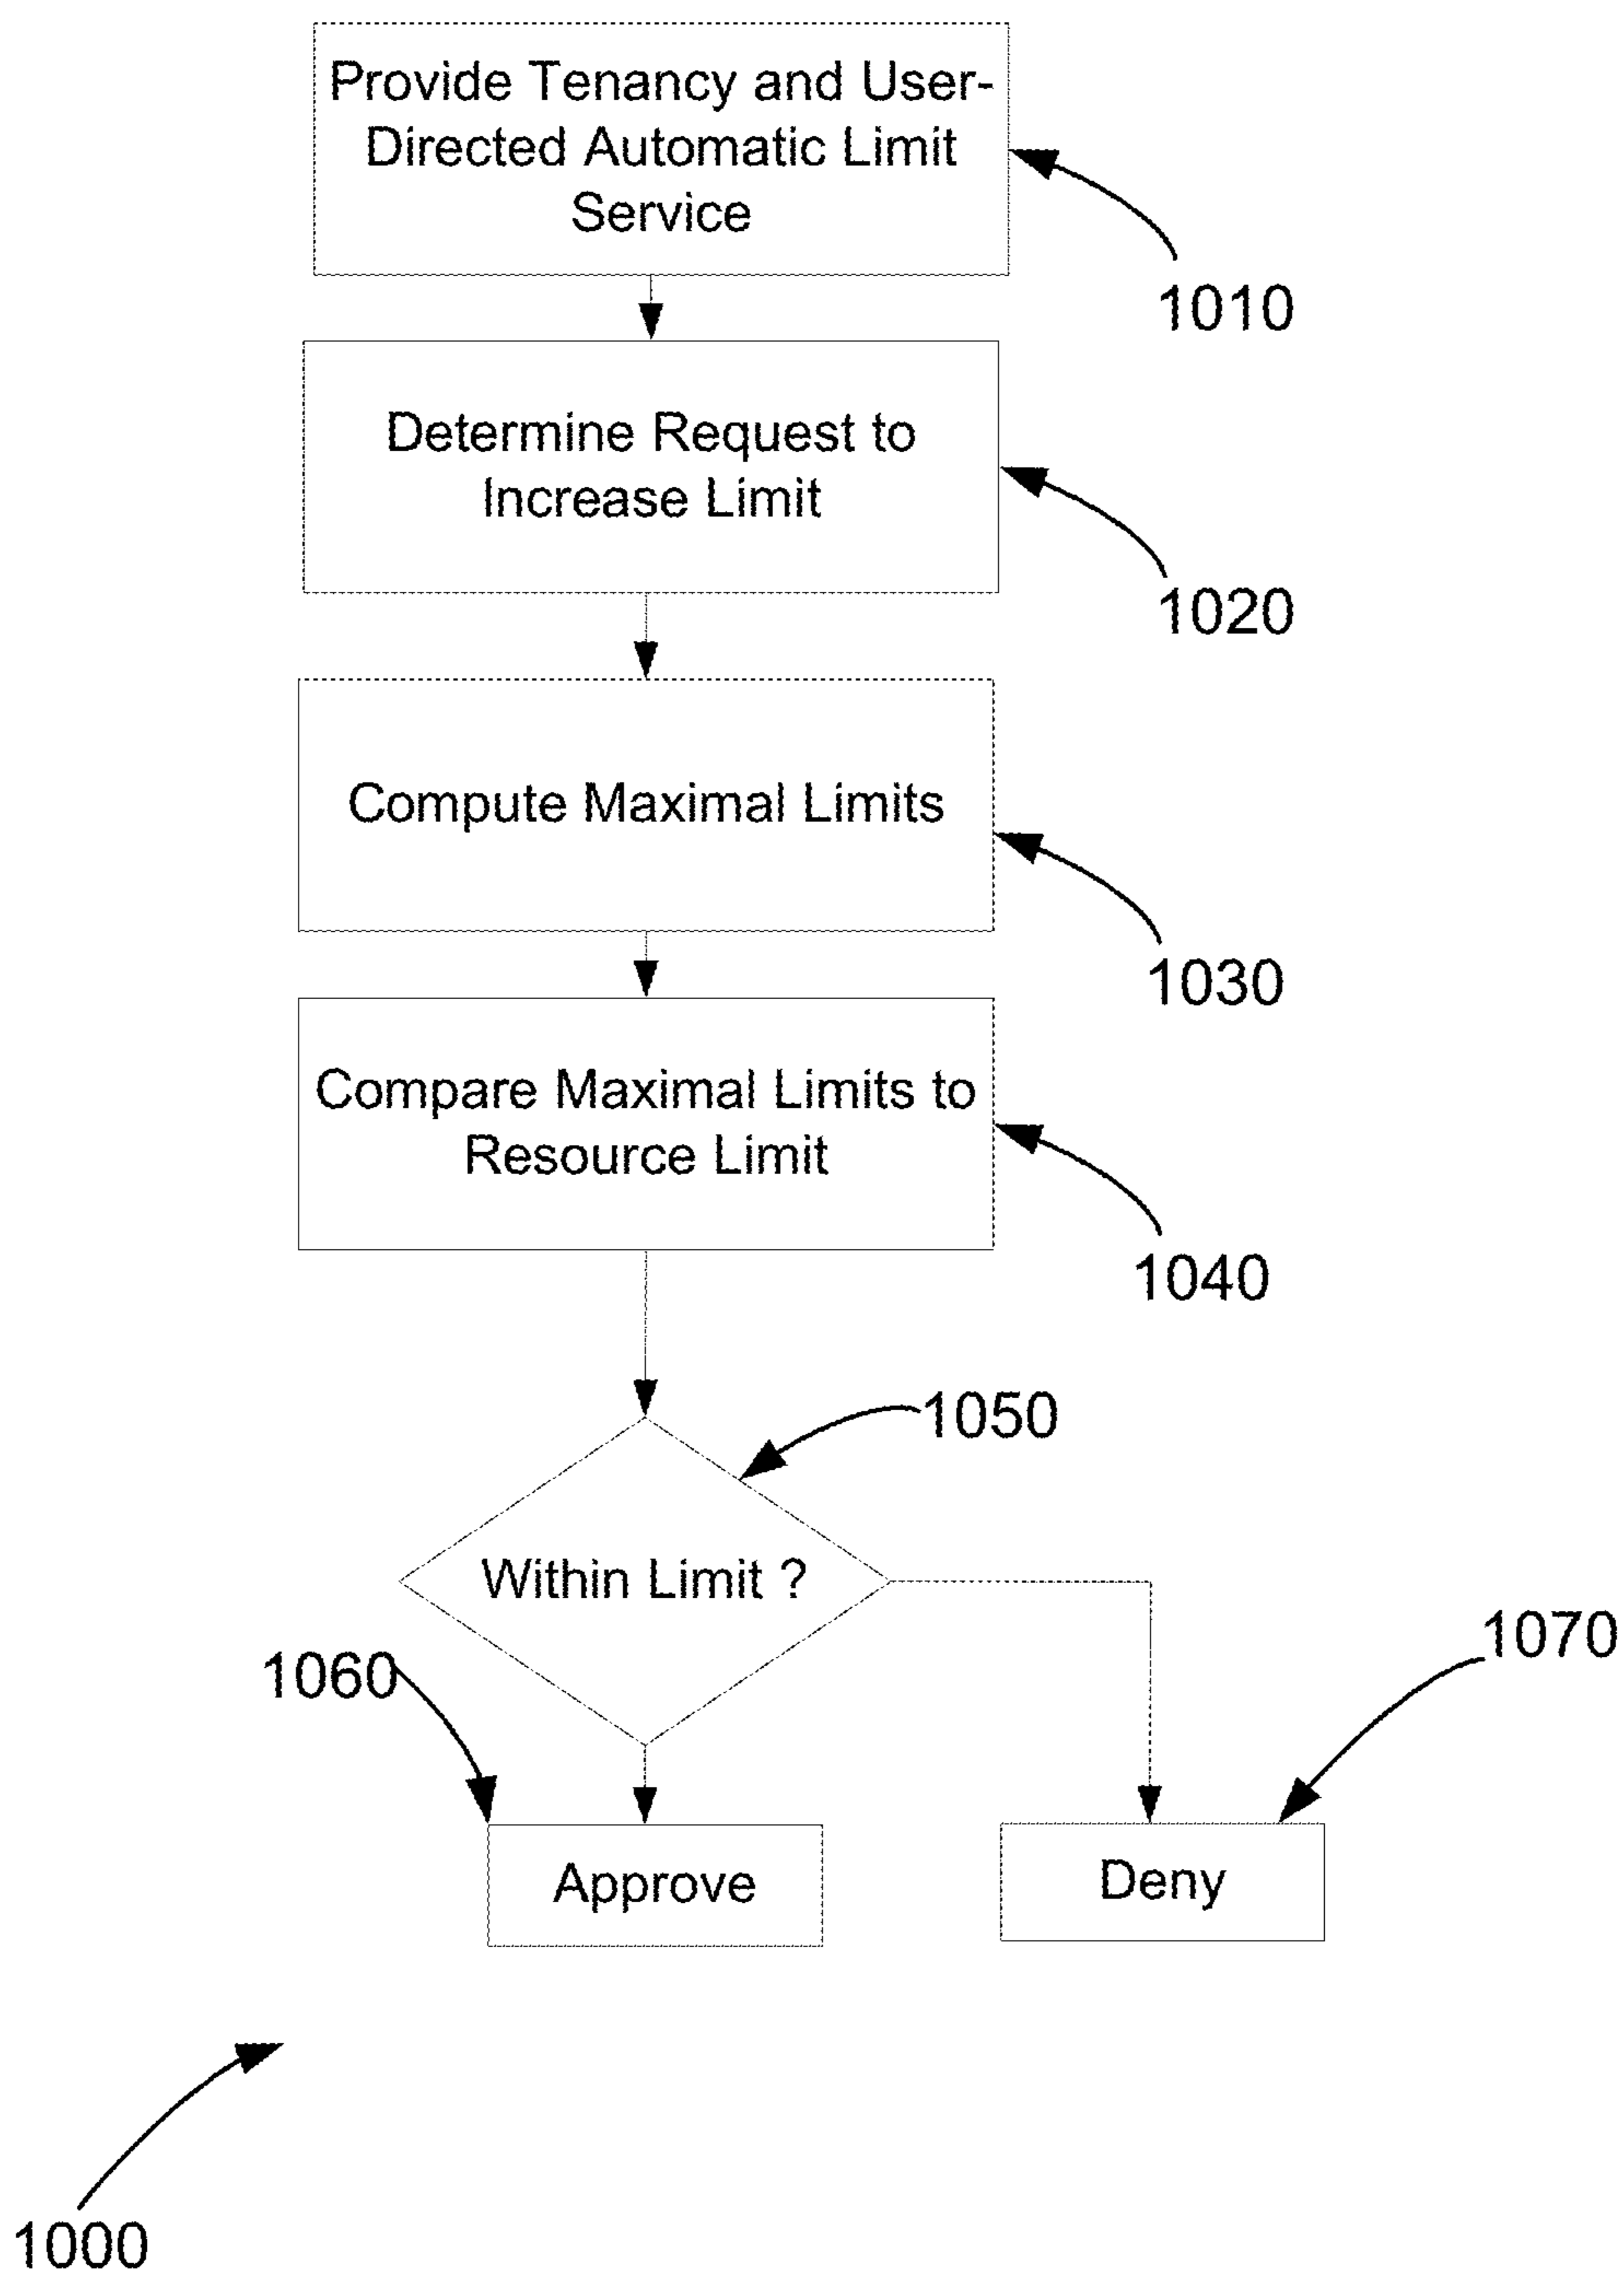 Provide Tenancy and User-
Directed Automatic Limit
Service
1010
Determine Request to
Increase Limit
1020
Compute Maximal Limits
1030
Compare Maximal Limits to
Resource Limit
1040
1050
Within Limit ?
1060
1070
Approve
Deny
1000